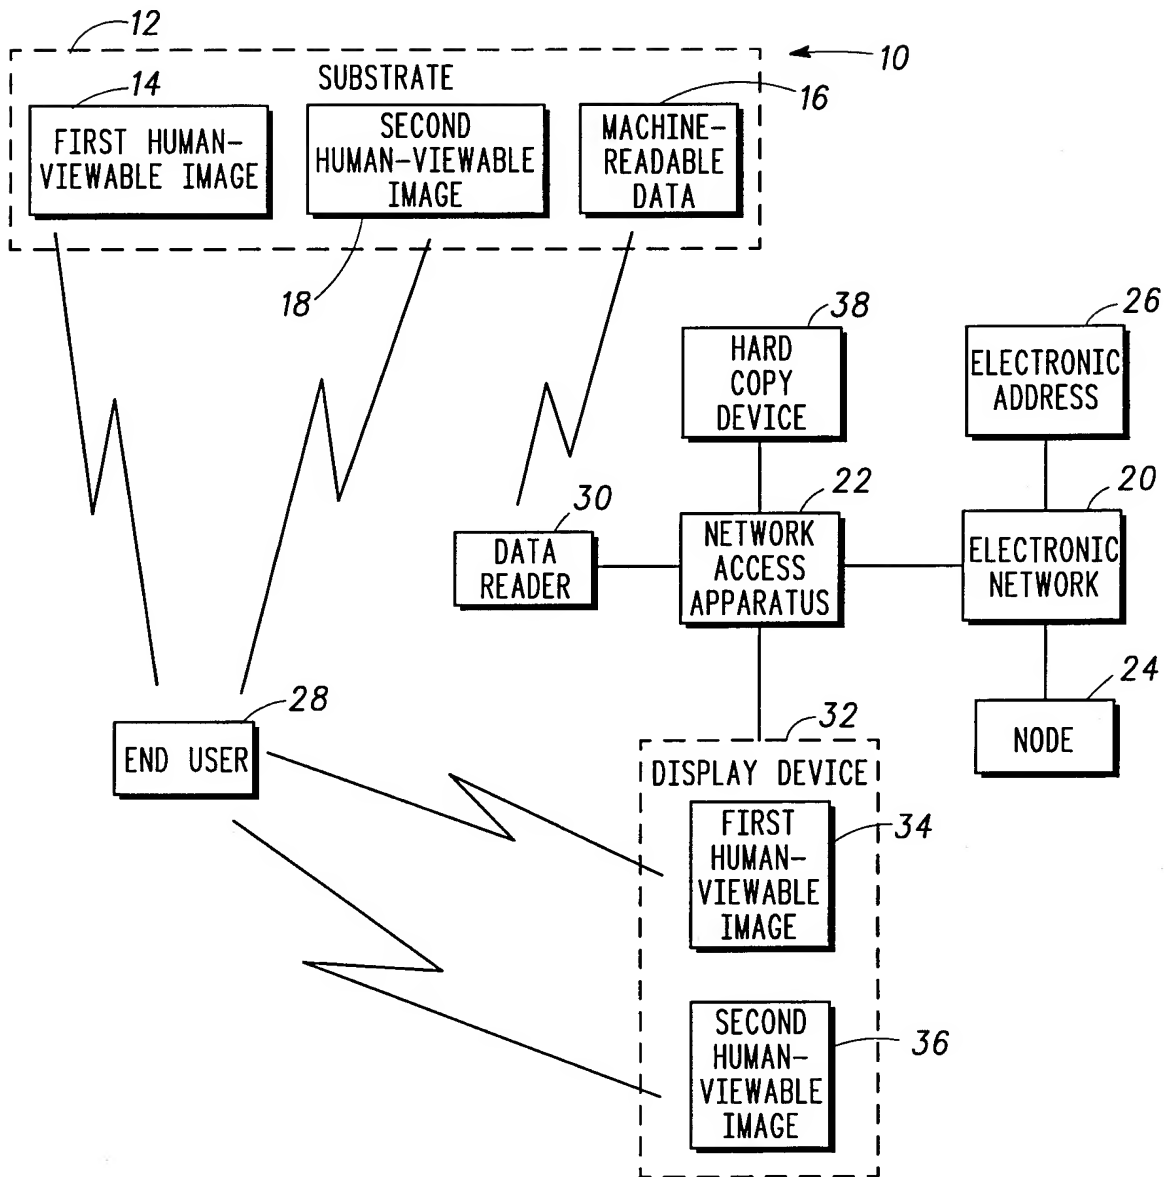 12
10
SUBSTRATE
14
16
FIRST HUMAN-
VIEWABLE IMAGE
SECOND
HUMAN-VIEWABLE
IMAGE
MACHINE-
READABLE
DATA
18
38
26
HARD
COPY
DEVICE
ELECTRONIC
ADDRESS
30
22
20
DATA
READER
NETWORK
ACCESS
APPARATUS
ELECTRONIC
NETWORK
28
24
END USER
NODE
32
DISPLAY DEVICE
FIRST
HUMAN-
VIEWABLE
IMAGE
34
SECOND
HUMAN-
VIEWABLE
IMAGE
36